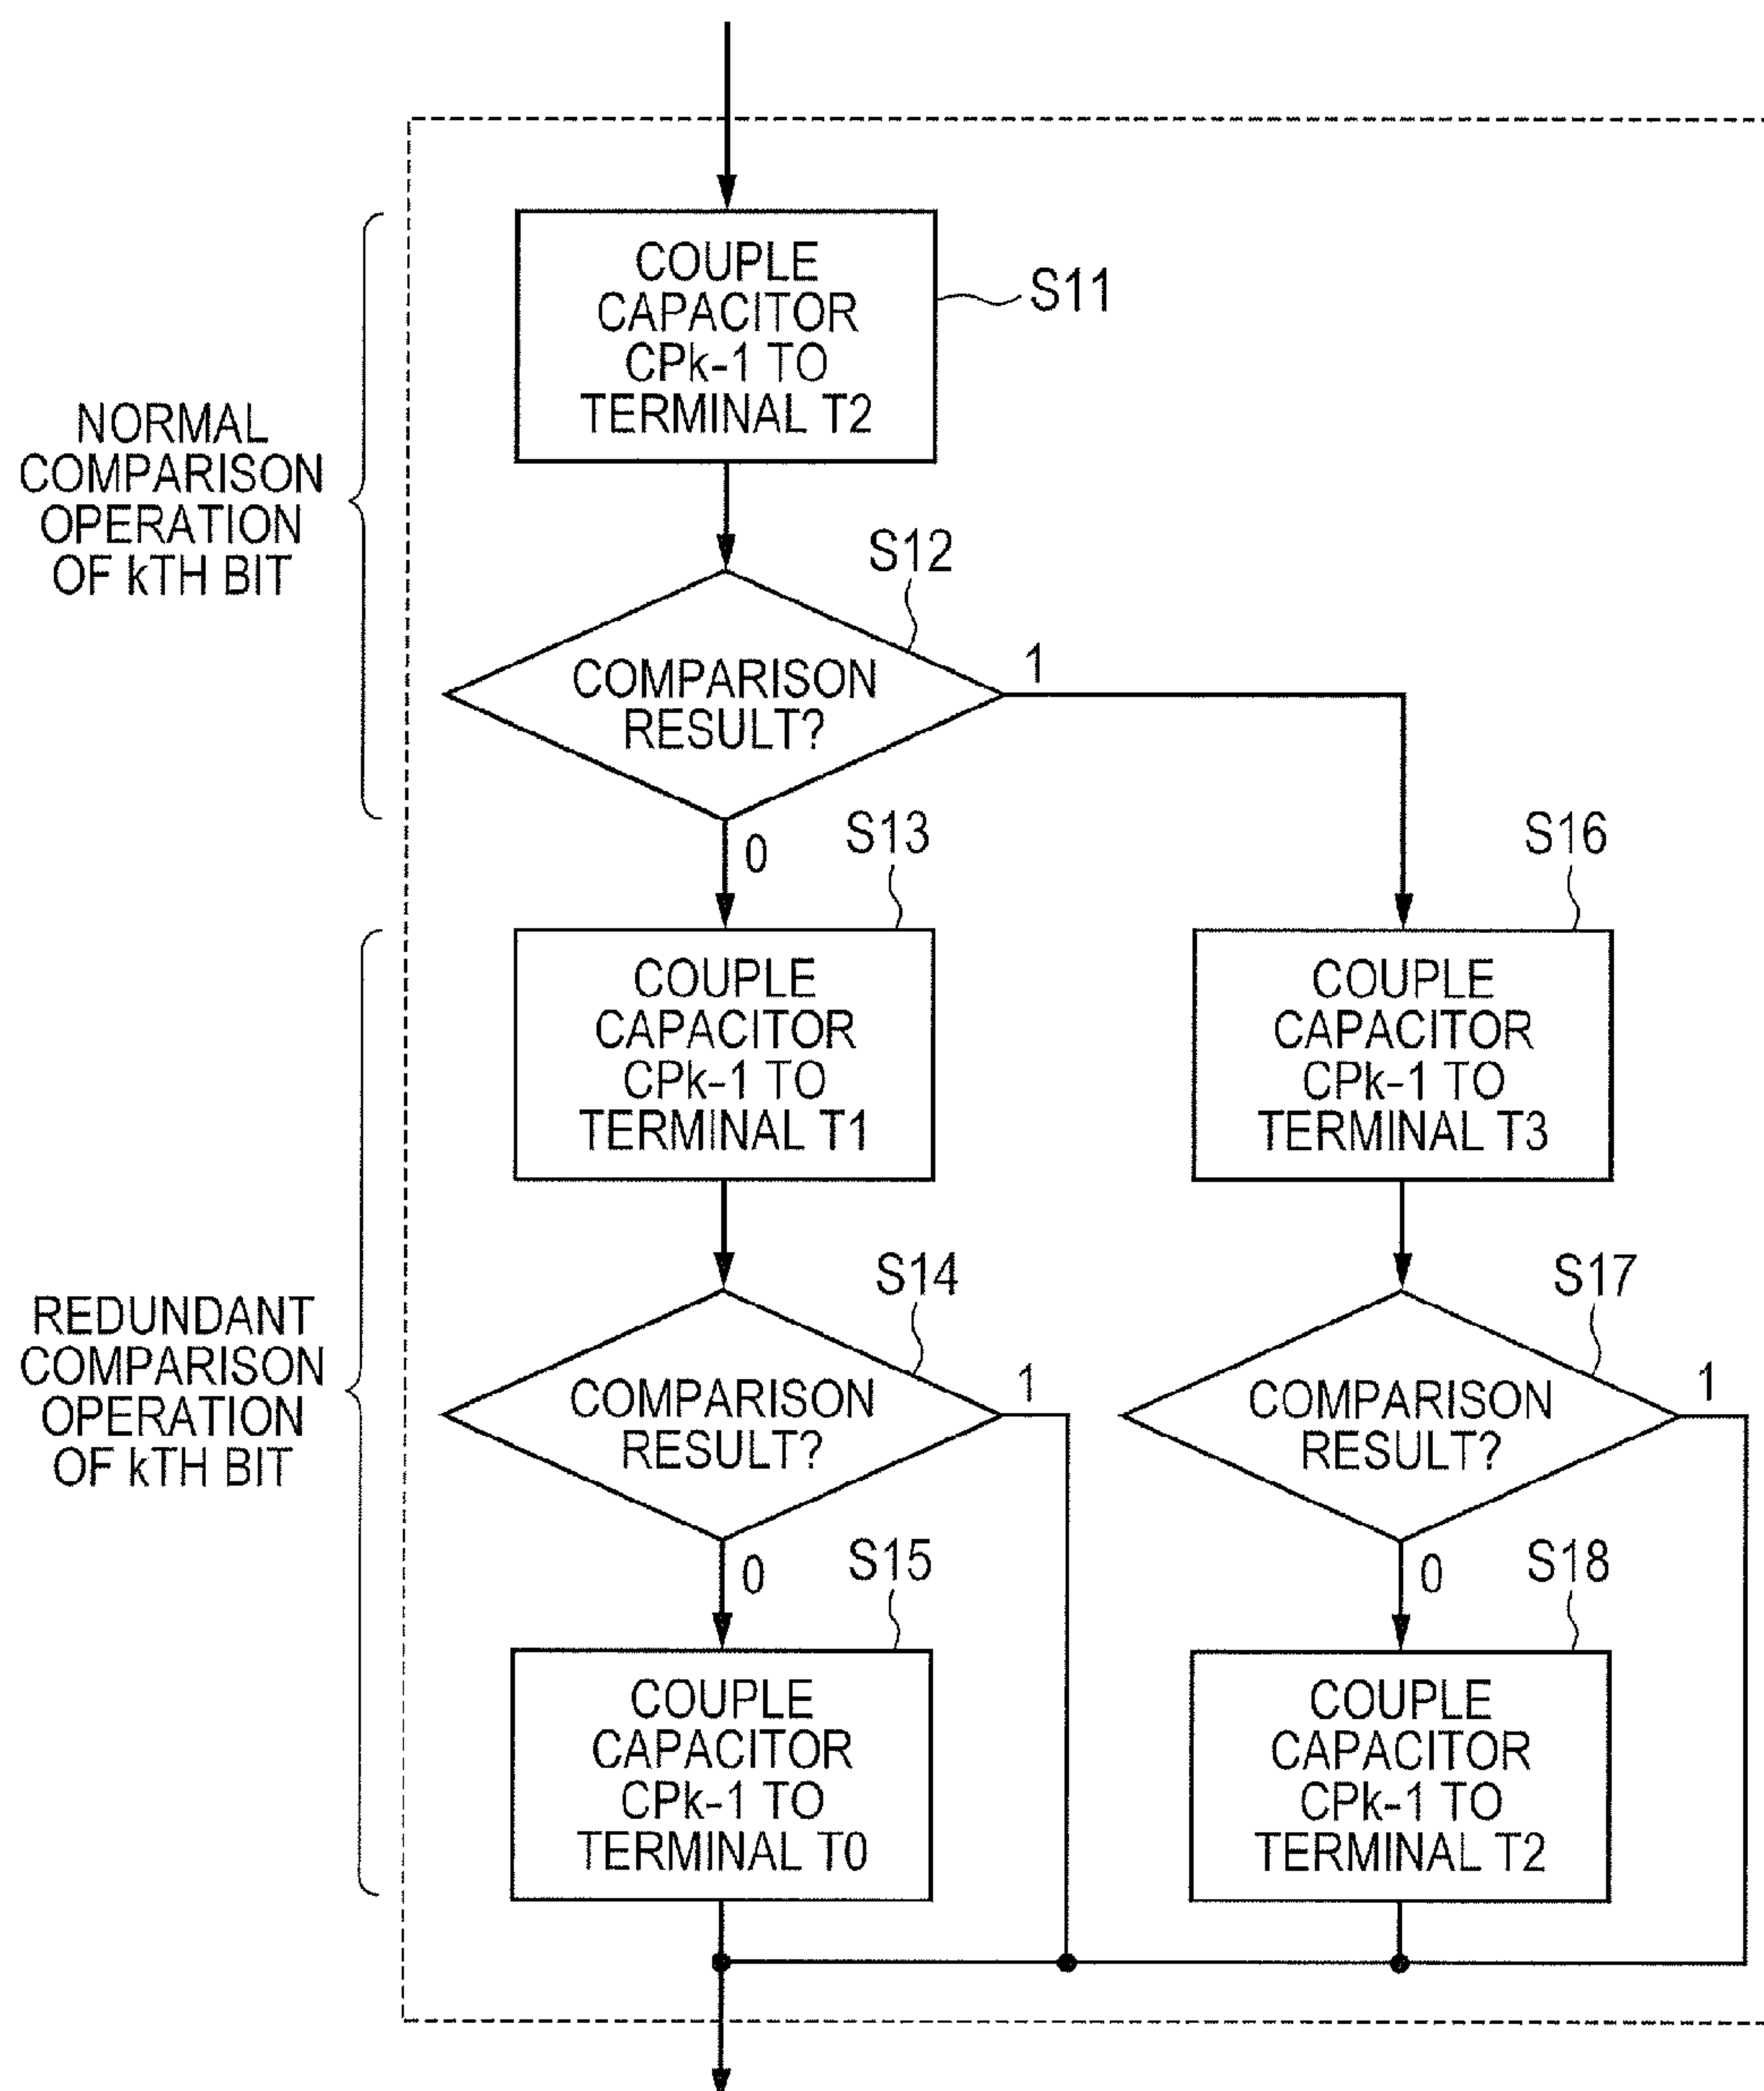 COUPLE
CAPACITOR
CPk-1 TO
TERMINAL T2
S11
NORMAL
COMPARISON
OPERATION
OF kTH BIT
S12
COMPARISON
RESULT?
1
0
S13
COUPLE
CAPACITOR
CPk-1 TO
TERMINAL T1
S16
COUPLE
CAPACITOR
CPk-1 TO
TERMINAL T3
REDUNDANT
COMPARISON
OPERATION
OF kTH BIT
S14
COMPARISON
RESULT?
1
0
S17
COMPARISON
RESULT?
1
0
S15
COUPLE
CAPACITOR
CPk-1 TO
TERMINAL T0
S18
COUPLE
CAPACITOR
CPk-1 TO
TERMINAL T2